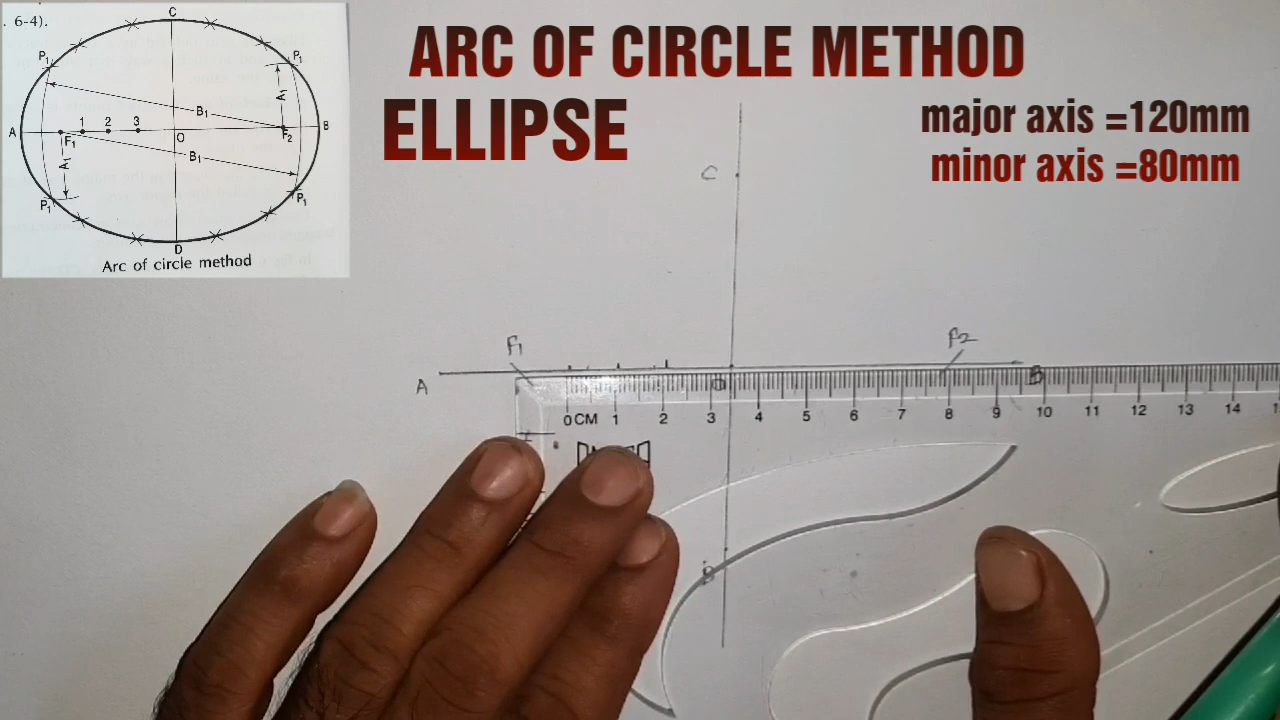 . 6-4).
C
P1
P1
B1
A1
1 2 3
A
F1
O
F2
B
A1
B1
P1
P1
D
Arc of circle method
ARC OF CIRCLE METHOD
ELLIPSE
major axis =120mm
minor axis =80mm
C
F1
F2
A
O
B
0CM 1 2 3 4 5 6 7 8 9 10 11 12 13 14